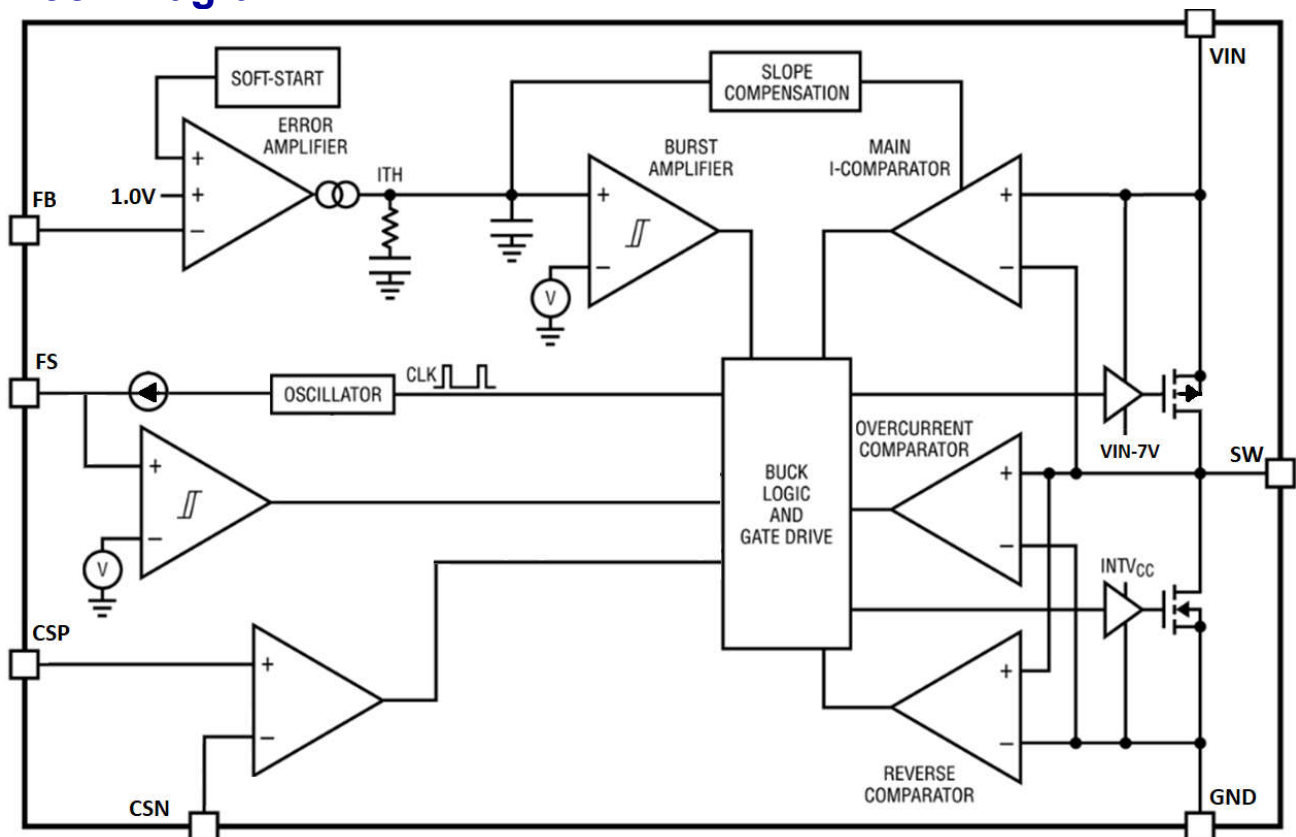 VIN
SOFT-START
SLOPE
COMPENSATION
ERROR
AMPLIFIER
BURST
AMPLIFIER
MAIN
I-COMPARATOR
ITH
FB
1.0V
+
+
−
+
−
V
+
−
FS
OSCILLATOR
CLK
+
−
V
BUCK
LOGIC
AND
GATE DRIVE
OVERCURRENT
COMPARATOR
+
−
VIN-7V
SW
INTVCC
CSP
+
−
CSN
+
−
REVERSE
COMPARATOR
GND